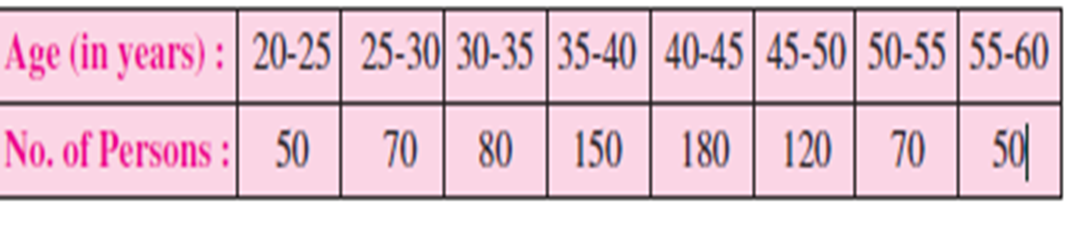 Age (in years) : 20-25 25-30 30-35 35-40 40-45 45-50 50-55 55-60
No. of Persons : 50 70 80 150 180 120 70 50